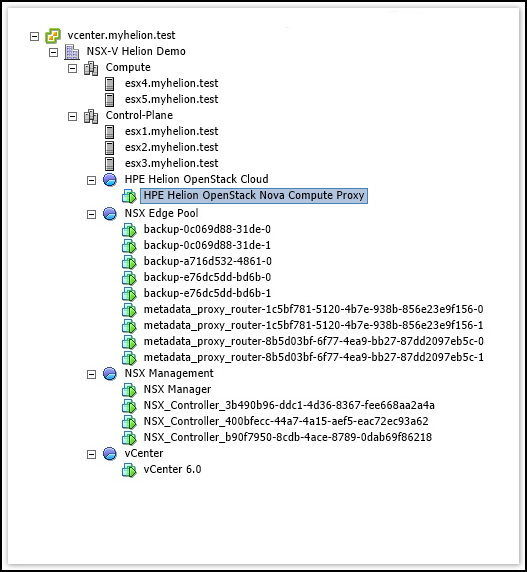 vcenter.myhelion.test
NSX-V Helion Demo
Compute
esx4.myhelion.test
esx5.myhelion.test
Control-Plane
esx1.myhelion.test
esx2.myhelion.test
esx3.myhelion.test
HPE Helion OpenStack Cloud
HPE Helion OpenStack Nova Compute Proxy
NSX Edge Pool
backup-0c069d88-31de-0
backup-0c069d88-31de-1
backup-a716d532-4861-0
backup-e76dc5dd-bd6b-0
backup-e76dc5dd-bd6b-1
metadata_proxy_router-1c5bf781-5120-4b7e-938b-856e23e9f156-0
metadata_proxy_router-1c5bf781-5120-4b7e-938b-856e23e9f156-1
metadata_proxy_router-8b5d03bf-6f77-4ea9-bb27-87dd2097eb5c-0
metadata_proxy_router-8b5d03bf-6f77-4ea9-bb27-87dd2097eb5c-1
NSX Management
NSX Manager
NSX_Controller_3b490b96-ddc1-4d36-8367-fee668aa2a4a
NSX_Controller_400bfecc-44a7-4a15-aef5-eac72ec93a62
NSX_Controller_b90f7950-8cdb-4ace-8789-0dab69f86218
vCenter
vCenter 6.0